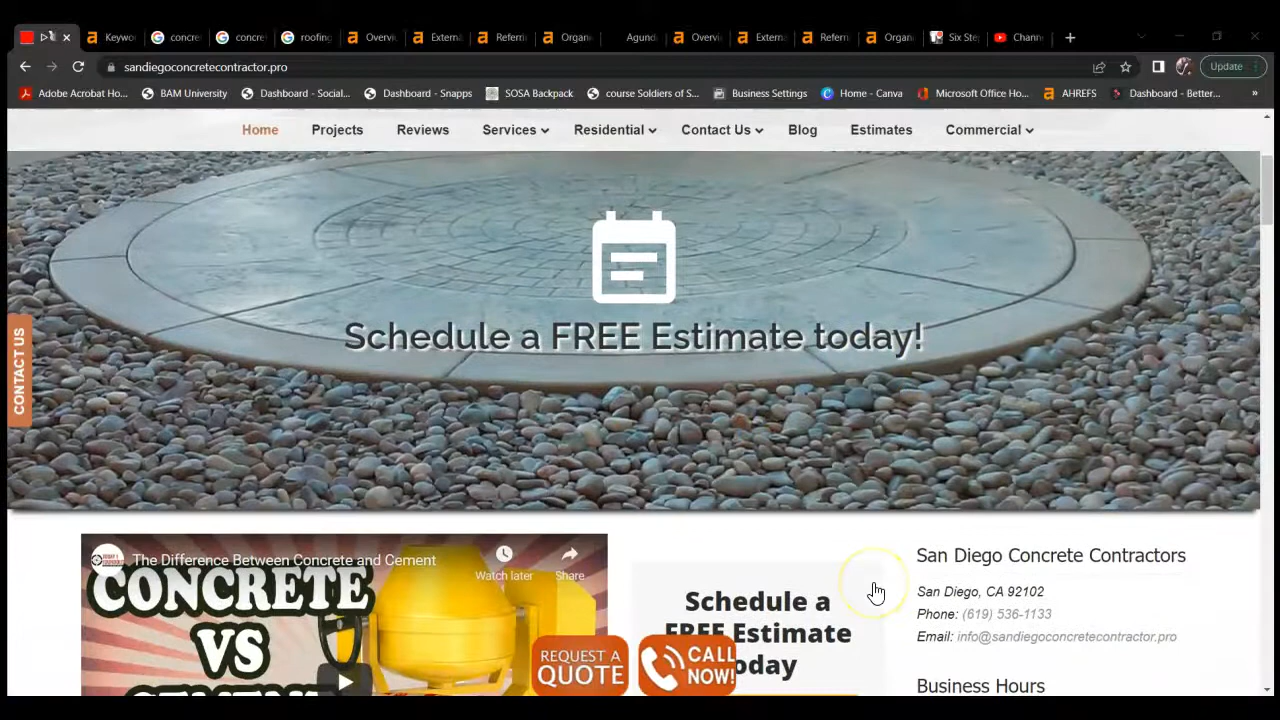 Keywo
concre
concre
roofing
Overvi
Externa
Referri
Organi
Agundi
Overvi
Externa
Referri
Organi
Six Ste
Chann
sandiegoconcretecontractor.pro
Update
Adobe Acrobat Ho...
BAM University
Dashboard - Social...
Dashboard - Snapps
SOSA Backpack
course Soldiers of S...
Business Settings
Home - Canva
Microsoft Office Ho...
AHREFS
Dashboard - Better...
»
Home
Projects
Reviews
Services
Residential
Contact Us
Blog
Estimates
Commercial
Schedule a FREE Estimate today!
CONTACT US
The Difference Between Concrete and Cement
Watch later
Share
CONCRETE
VS
Schedule a
FREE Estimate
Today
REQUEST A
QUOTE
CALL
NOW!
San Diego Concrete Contractors
San Diego, CA 92102
Phone: (619) 536-1133
Email: info@sandiegoconcretecontractor.pro
Business Hours